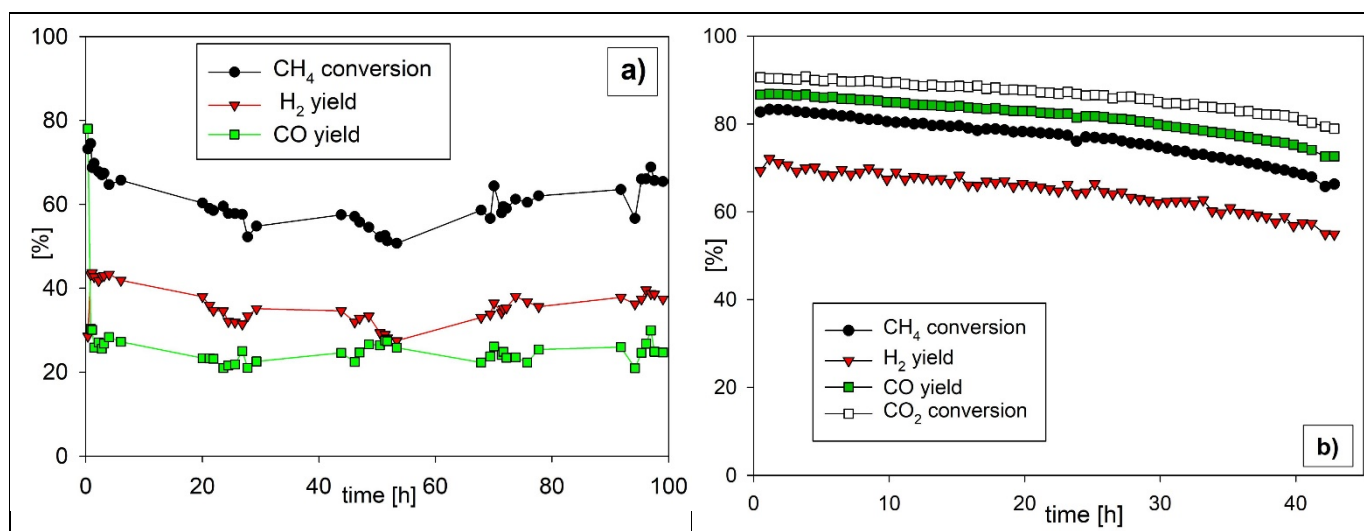 a)
CH₄ conversion
H₂ yield
CO yield
[%]
100
80
60
40
20
0
0 20 40 60 80 100
time [h]
b)
CH₄ conversion
H₂ yield
CO yield
CO₂ conversion
[%]
100
80
60
40
20
0
0 10 20 30 40
time [h]